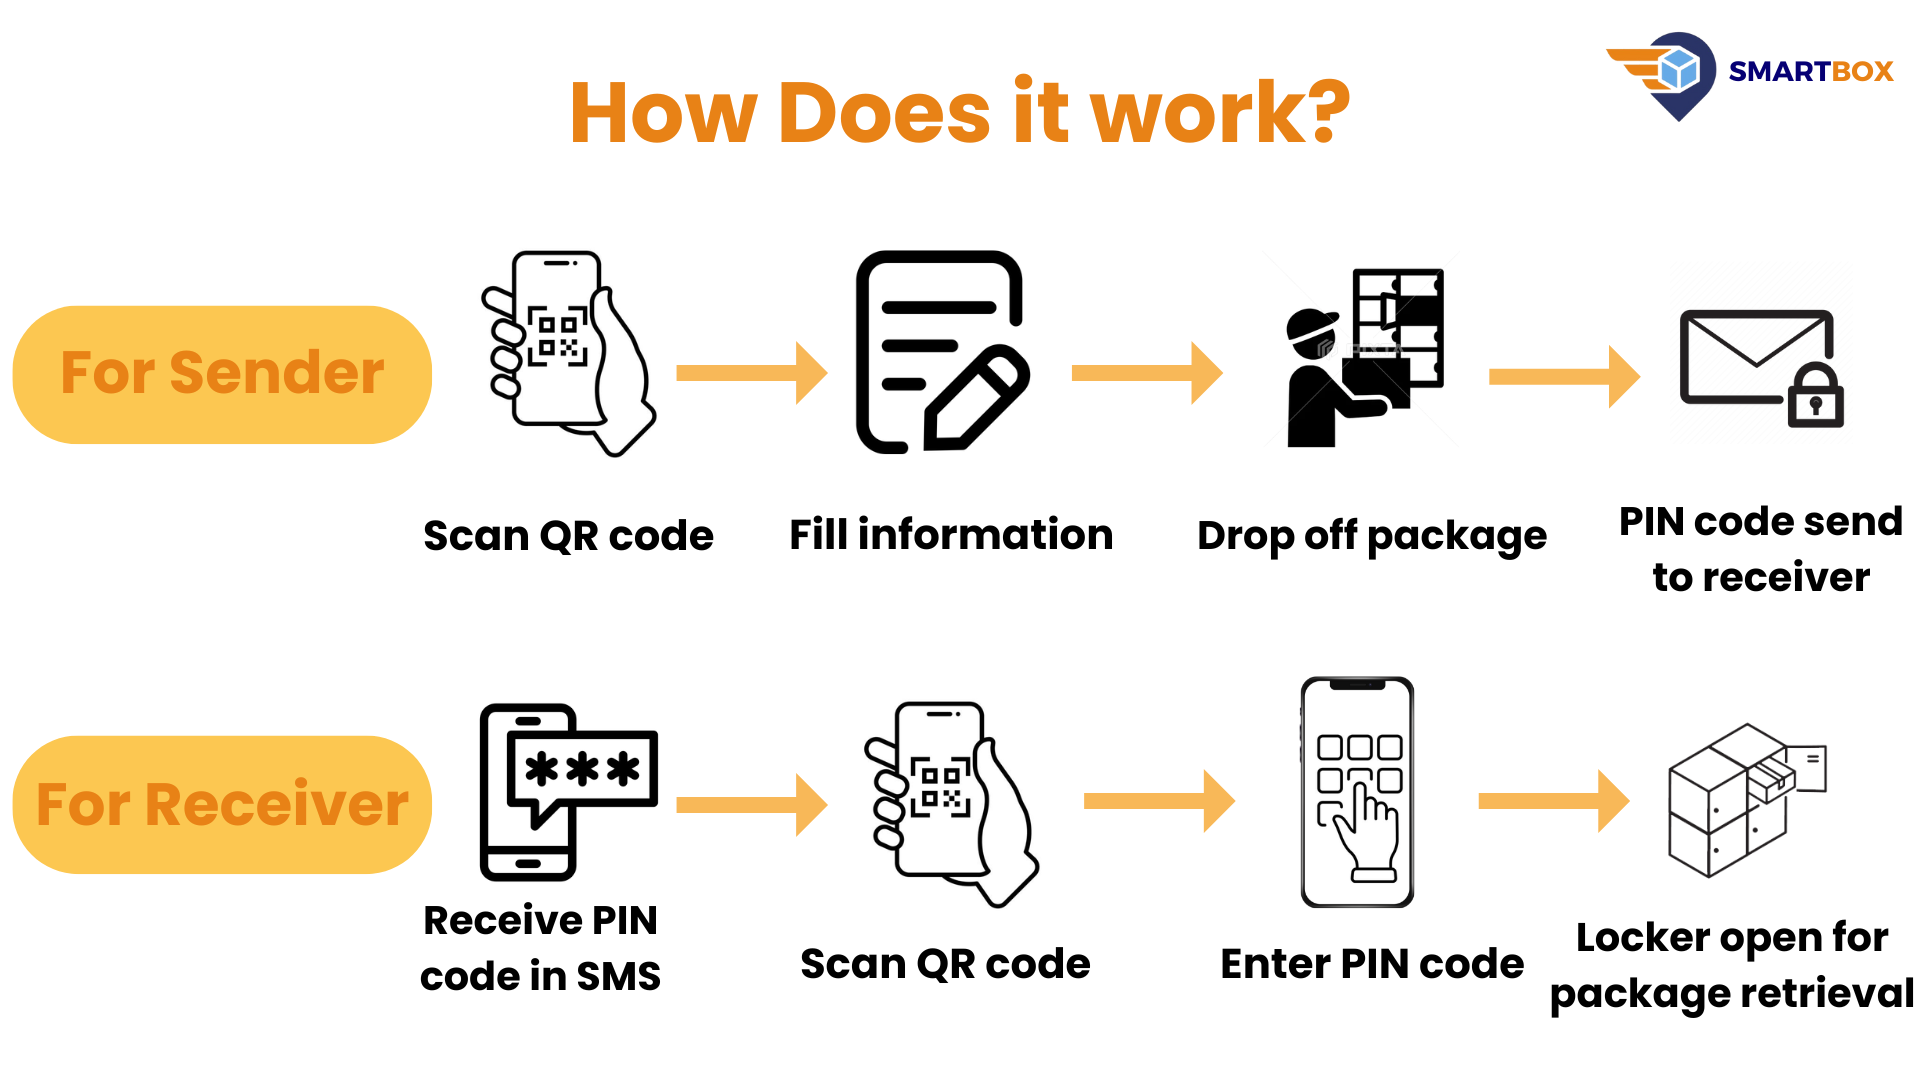 How Does it work?
SMARTBOX
For Sender
Scan QR code
Fill information
Drop off package
PIN code send
to receiver
For Receiver
***
Receive PIN
code in SMS
Scan QR code
Enter PIN code
Locker open for
package retrieval